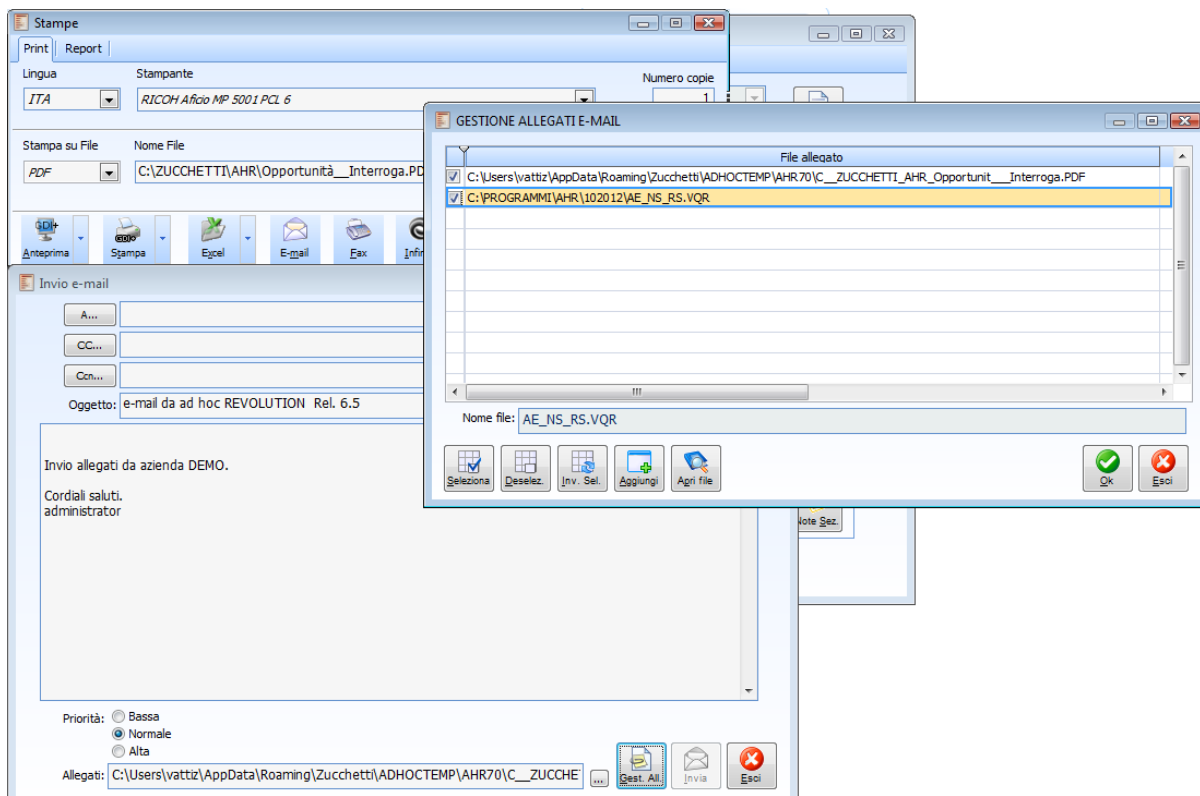 Stampe
Print Report
Lingua Stampante Numero copie
ITA RICOH Aficio MP 5001 PCL 6 1
Stampa su File Nome File
PDF C:\ZUCCHETTI\AHR\Opportunità__Interroga.PD
Anteprima Stampa Excel E-mail Fax
GESTIONE ALLEGATI E-MAIL
File allegato
C:\Users\vattiz\AppData\Roaming\Zucchetti\ADHOCTEMP\AHR70\C__ZUCCHETTI_AHR_Opportunit___Interroga.PDF
C:\PROGRAMMI\AHR\102012\AE_NS_RS.VQR
Nome file: AE_NS_RS.VQR
Seleziona Deselez. Inv. Sel. Aggiungi Apri file Ok Esci
Invio e-mail
A...
CC...
Ccn...
Oggetto: e-mail da ad hoc REVOLUTION Rel. 6.5
Invio allegati da azienda DEMO.
Cordiali saluti.
administrator
Note Sez.
Priorità: Bassa
Normale
Alta
Allegati: C:\Users\vattiz\AppData\Roaming\Zucchetti\ADHOCTEMP\AHR70\C__ZUCCHE ... Gest. All. Invia Esci